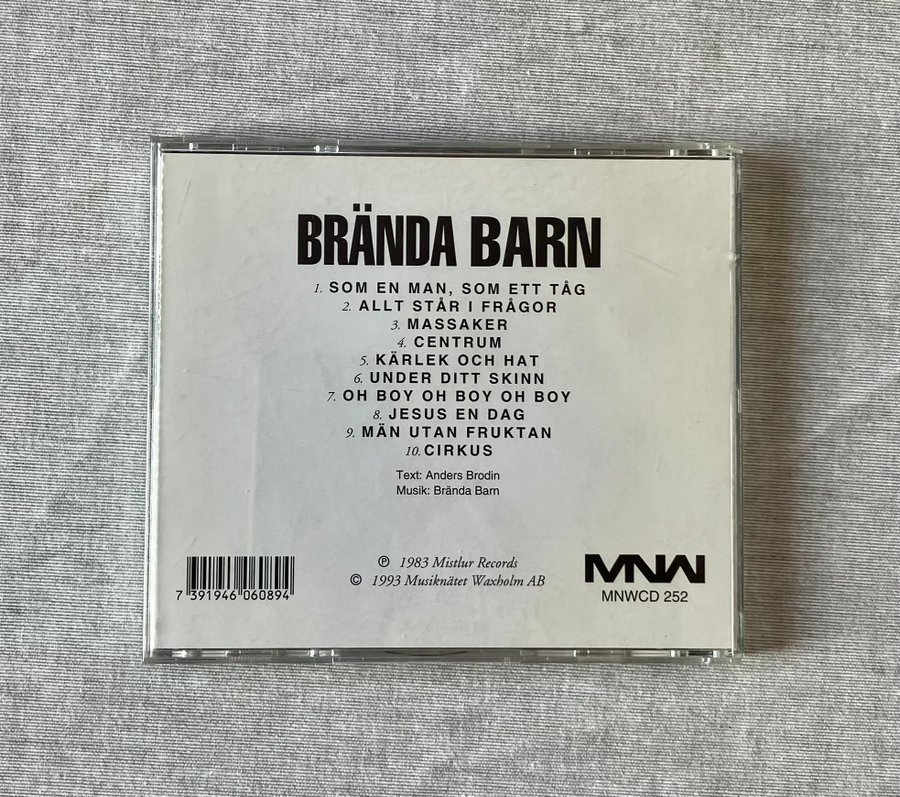 BRÄNDA BARN
1. SOM EN MAN, SOM ETT TÅG
2. ALLT STÅR I FRÅGOR
3. MASSAKER
4. CENTRUM
5. KÄRLEK OCH HAT
6. UNDER DITT SKINN
7. OH BOY OH BOY OH BOY
8. JESUS EN DAG
9. MÄN UTAN FRUKTAN
10. CIRKUS
Text: Anders Brodin
Musik: Brända Barn
℗ 1983 Mistlur Records
© 1993 Musiknätet Waxholm AB
7 391946 060894
MNW
MNWCD 252